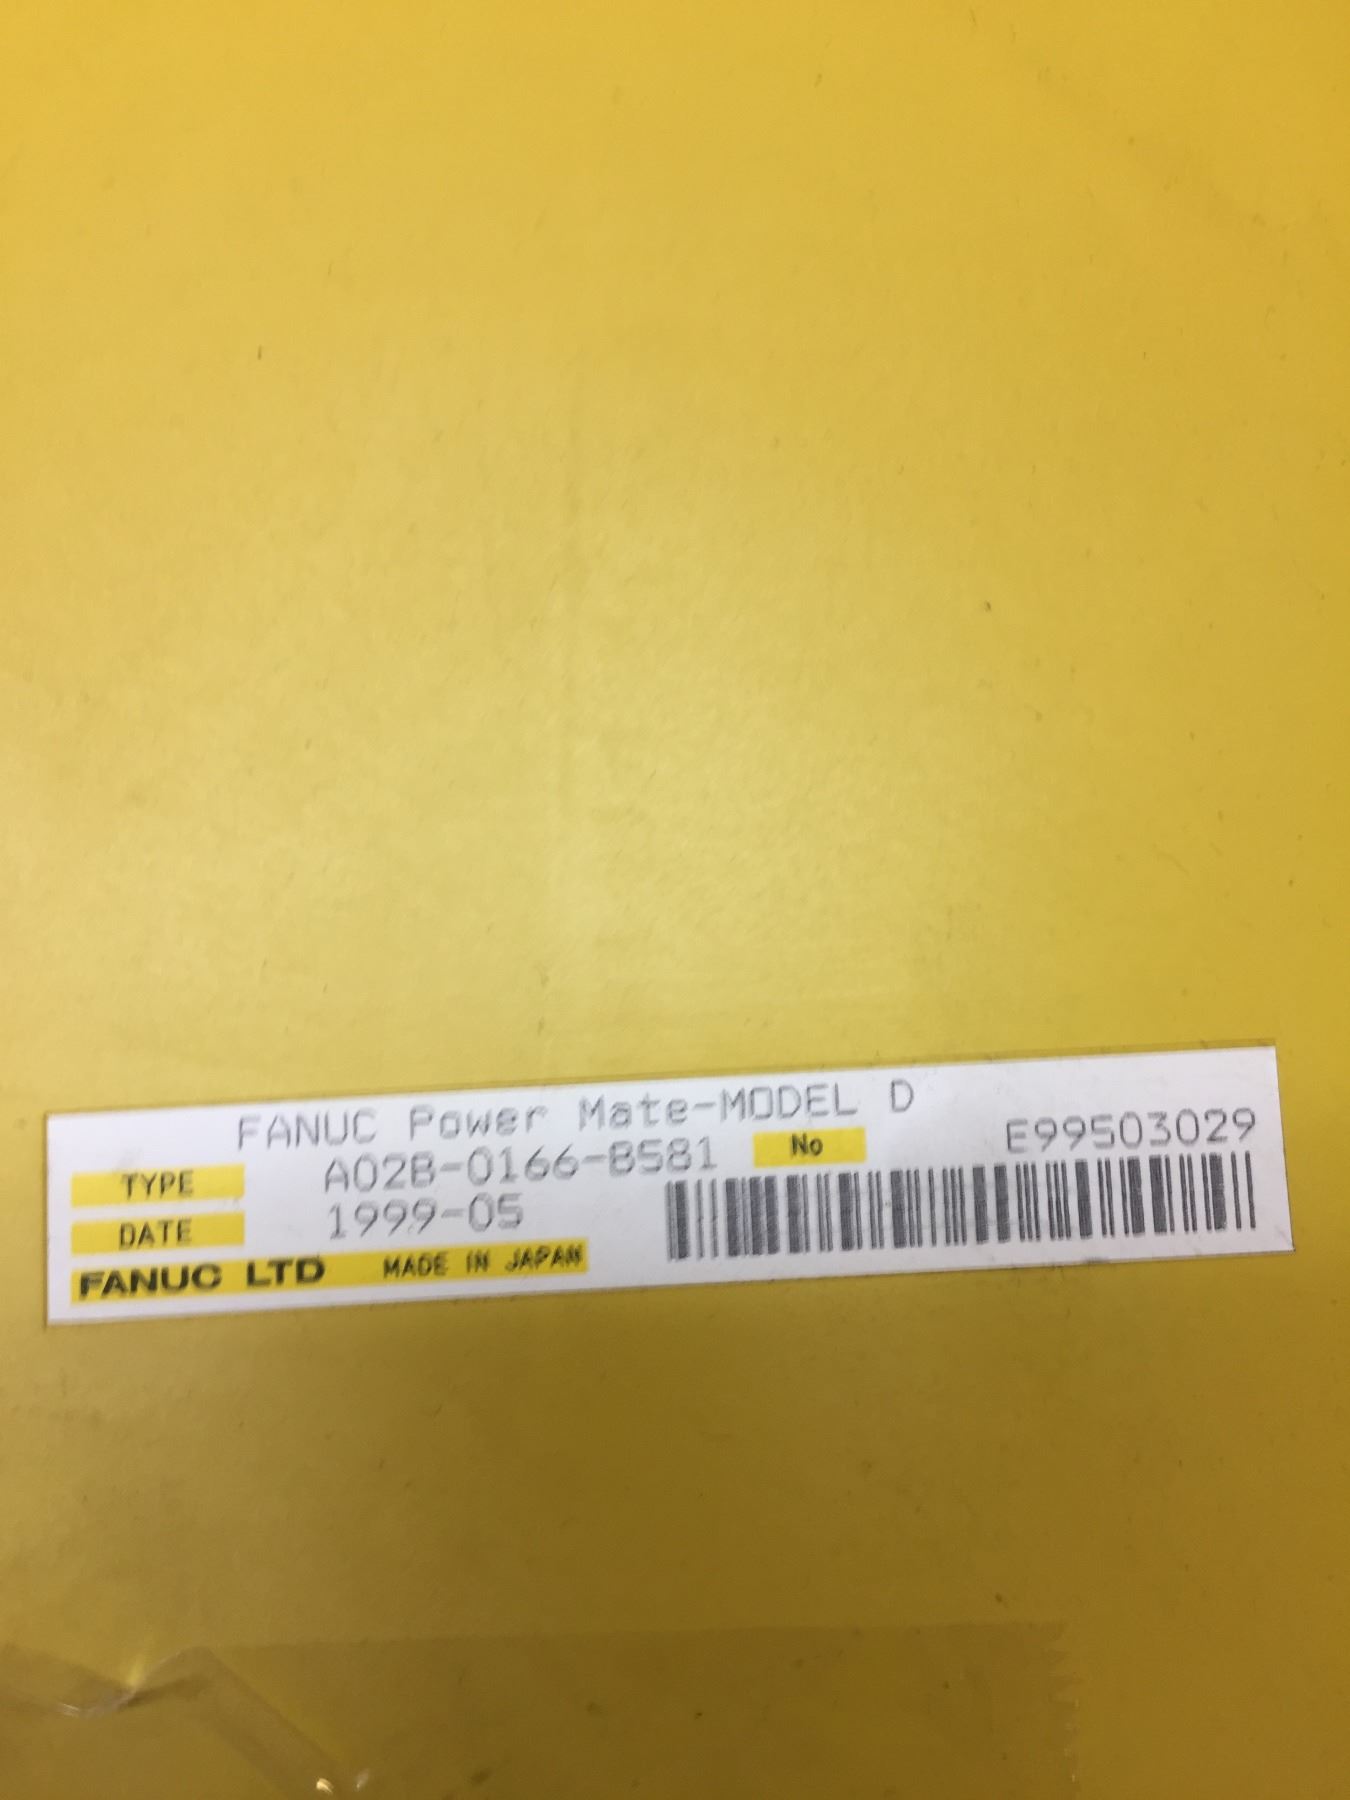 FANUC Power Mate-MODEL D
TYPE A02B-0166-B581 No E99503029
DATE 1999-05
FANUC LTD MADE IN JAPAN